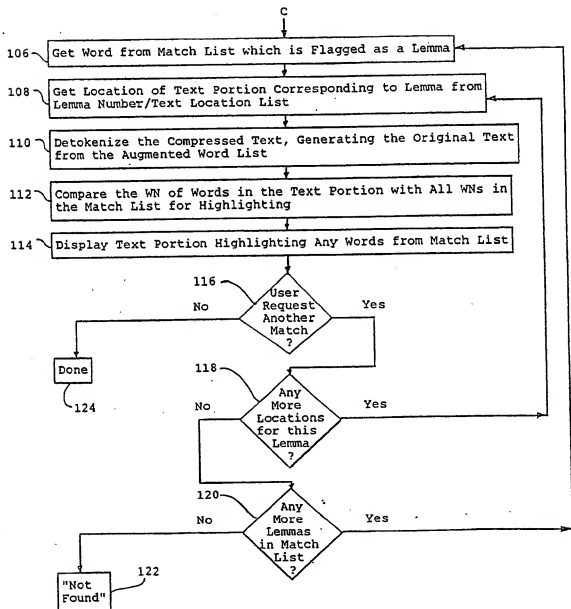 C
106 Get Word from Match List which is Flagged as a Lemma
108 Get Location of Text Portion Corresponding to Lemma from
Lemma Number/Text Location List
110 Detokenize the Compressed Text, Generating the Original Text
from the Augmented Word List
112 Compare the WN of Words in the Text Portion with All WNs in
the Match List for Highlighting
114 Display Text Portion Highlighting Any Words from Match List
116
No
User
Request
Another
Match
?
Yes
Done
124
118
No
Any
More
Locations
for this
Lemma
?
Yes
120
No
Any
More
Lemmas
in Match
List
?
Yes
"Not
Found"
122